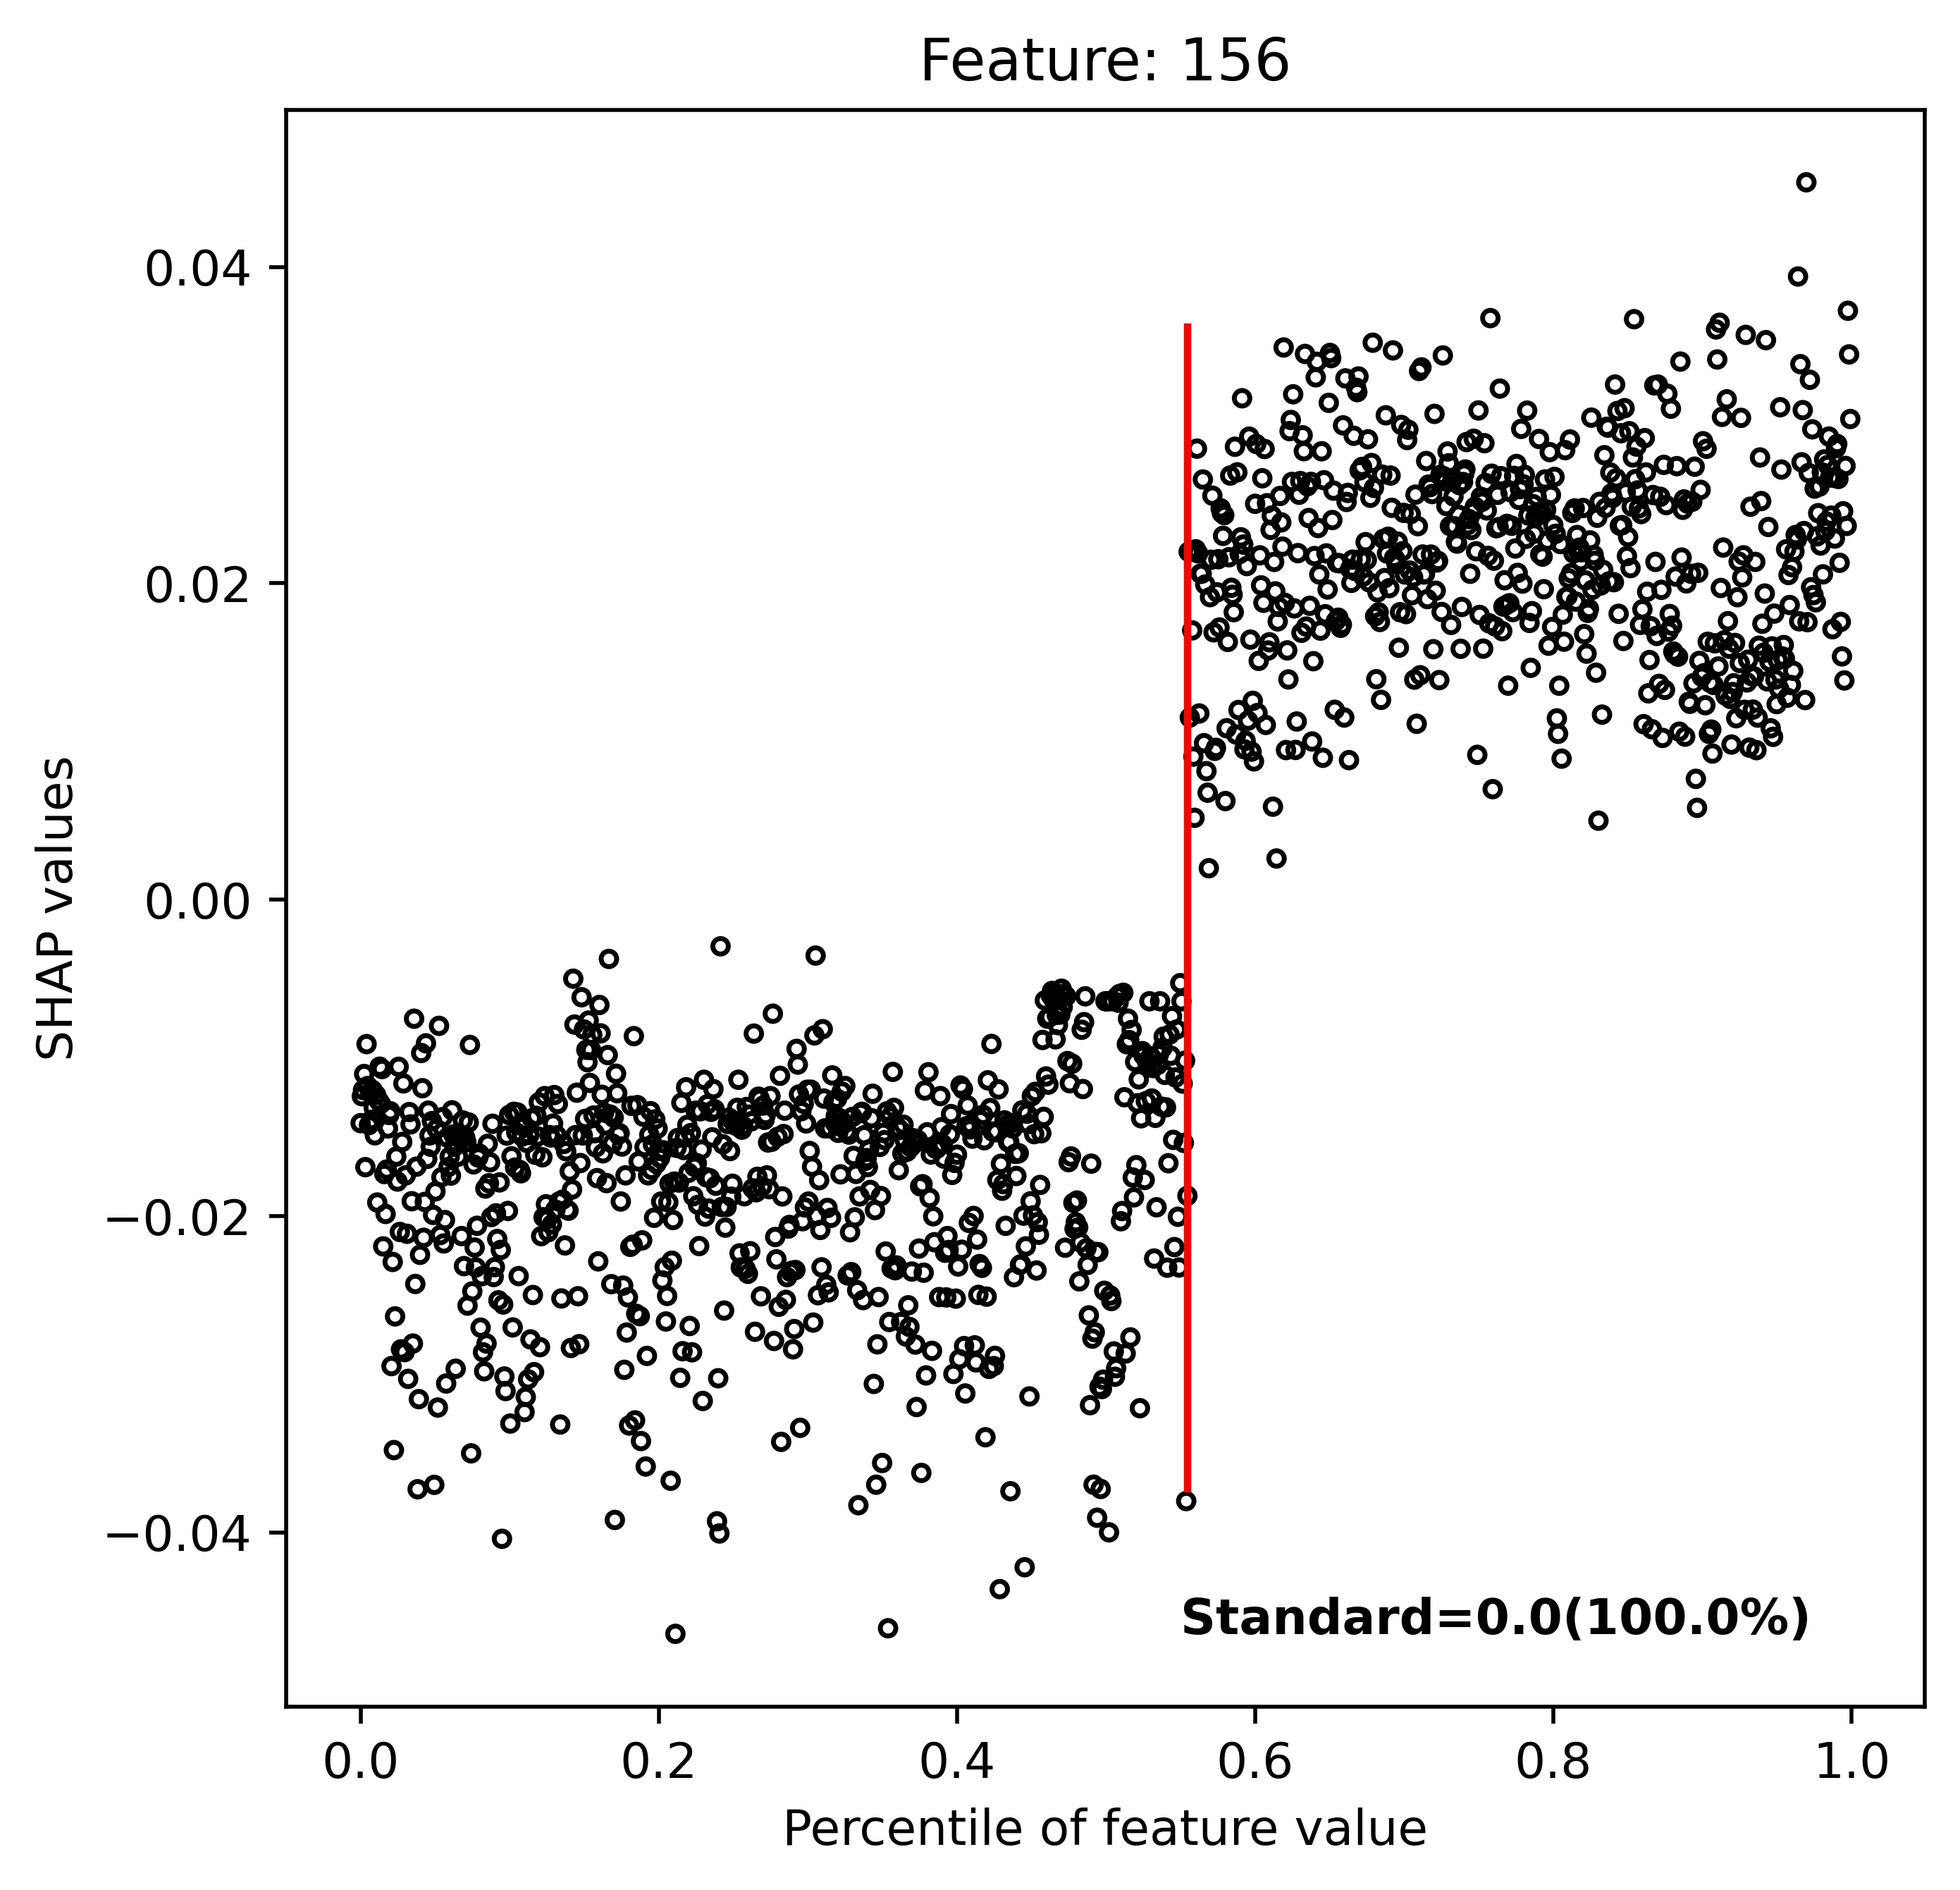 Feature: 156
0.04
0.02
0.00
−0.02
−0.04
SHAP values
Standard=0.0(100.0%)
0.0 0.2 0.4 0.6 0.8 1.0
Percentile of feature value